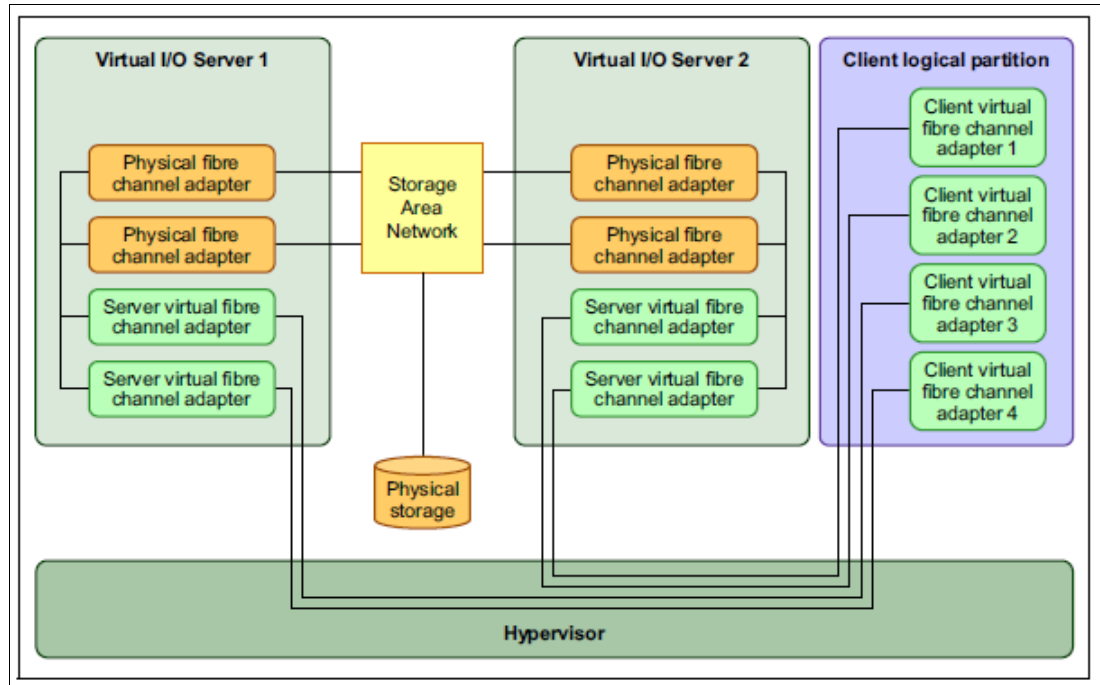 Virtual I/O Server 1
Physical fibre
channel adapter
Physical fibre
channel adapter
Server virtual fibre
channel adapter
Server virtual fibre
channel adapter
Storage
Area
Network
Physical
storage
Virtual I/O Server 2
Physical fibre
channel adapter
Physical fibre
channel adapter
Server virtual fibre
channel adapter
Server virtual fibre
channel adapter
Client logical partition
Client virtual
fibre channel
adapter 1
Client virtual
fibre channel
adapter 2
Client virtual
fibre channel
adapter 3
Client virtual
fibre channel
adapter 4
Hypervisor